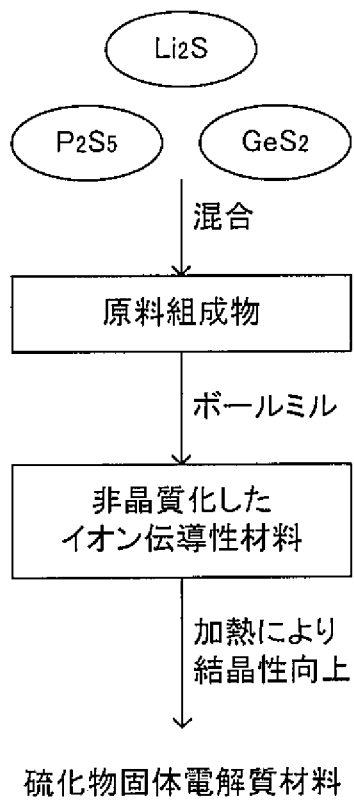 Li2S
P2S5
GeS2
混合
原料組成物
ボールミル
非晶質化した
イオン伝導性材料
加熱により
結晶性向上
硫化物固体電解質材料